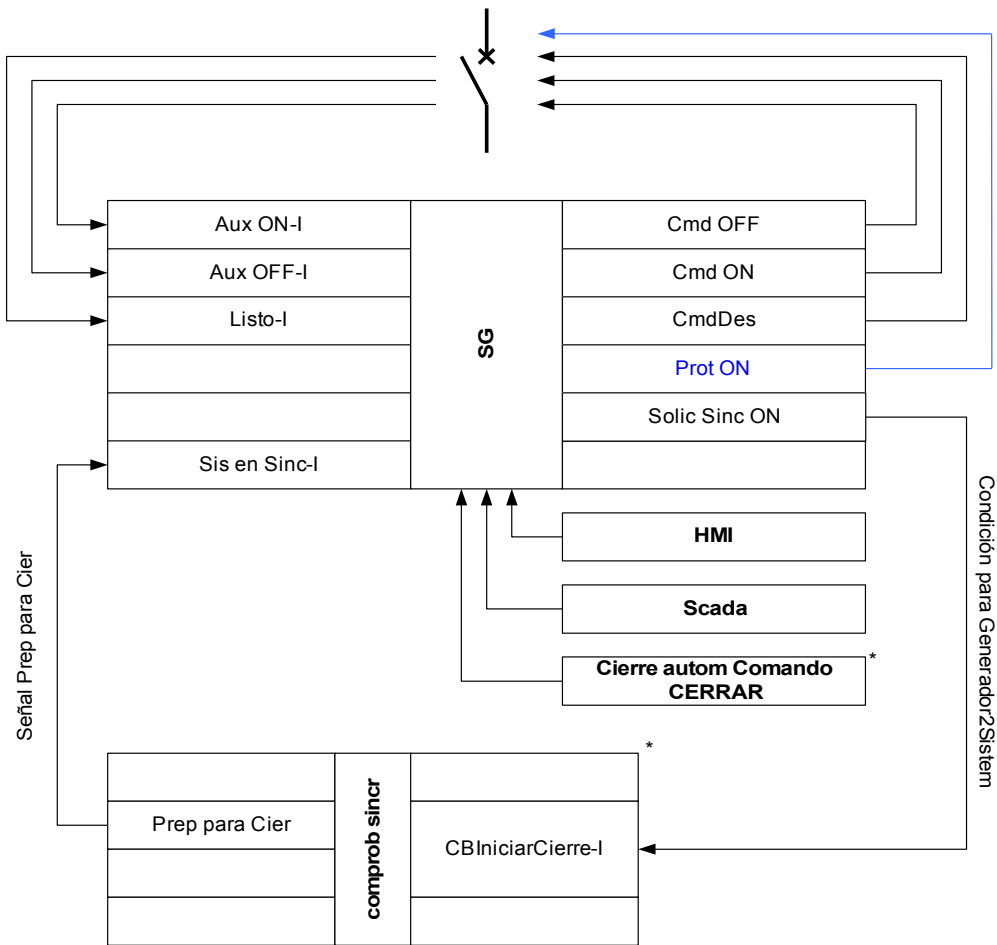 Aux ON-I
Cmd OFF
Aux OFF-I
Cmd ON
Listo-I
CmdDes
Prot ON
Solic Sinc ON
Sis en Sinc-I
SG
HMI
Scada
Cierre autom Comando
CERRAR
*
Condición para Generador2Sistem
Señal Prep para Cier
*
Prep para Cier
comprob sincr
CBIniciarCierre-I